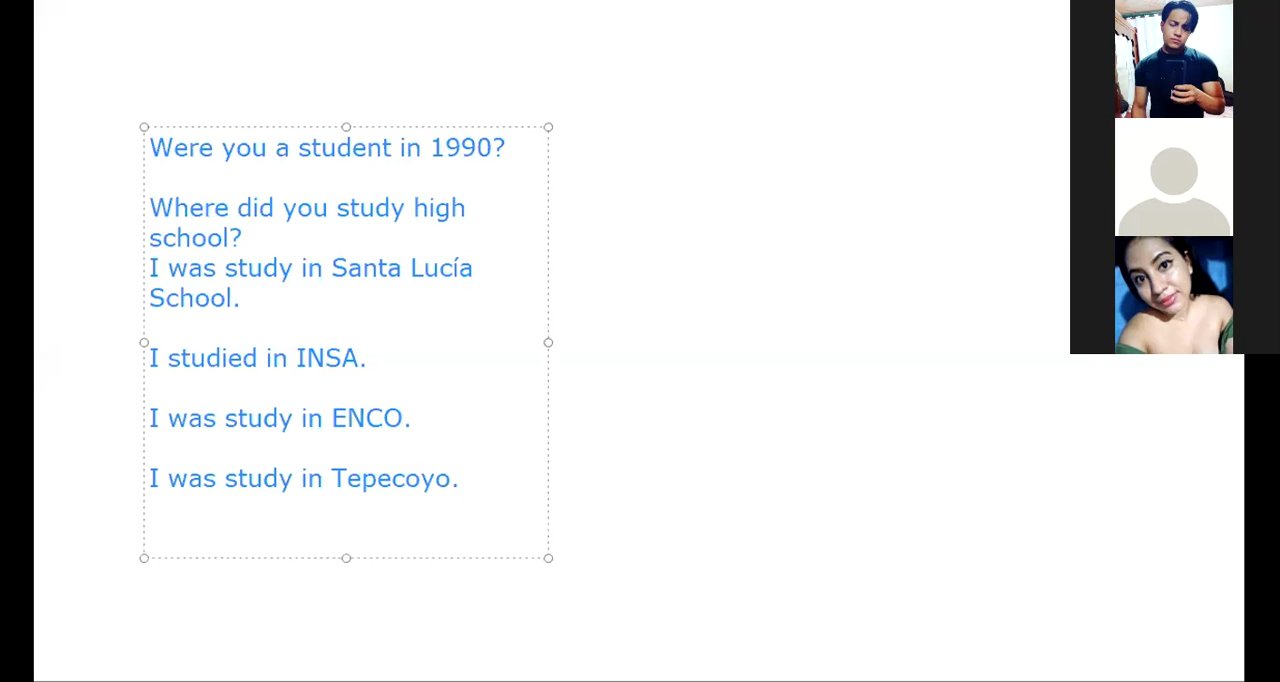 Were you a student in 1990?
Where did you study high
school?
I was study in Santa Lucía
School.
I studied in INSA.
I was study in ENCO.
I was study in Tepecoyo.